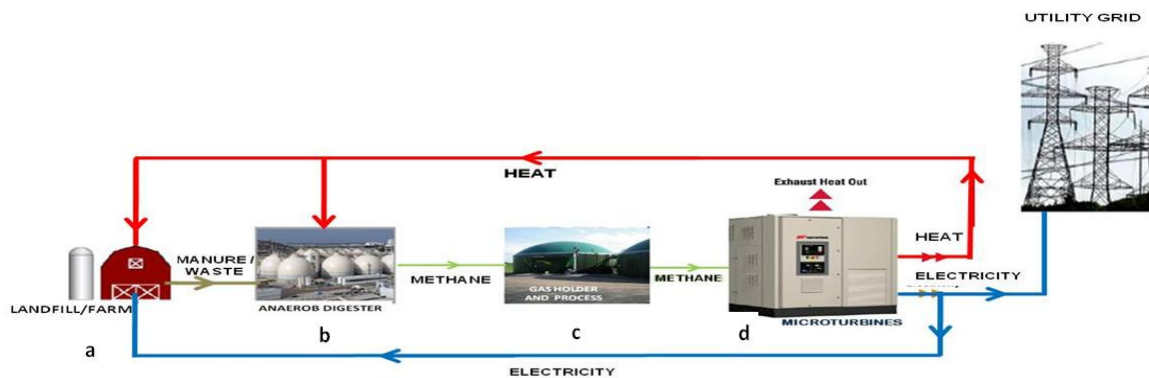 UTILITY GRID
HEAT
Exhaust Heat Out
HEAT
ELECTRICITY
MANURE/
WASTE
METHANE
METHANE
GAS HOLDER
AND PROCESS
LANDFILL/FARM
ANAEROB DIGESTER
MICROTURBINES
a
b
c
d
ELECTRICITY